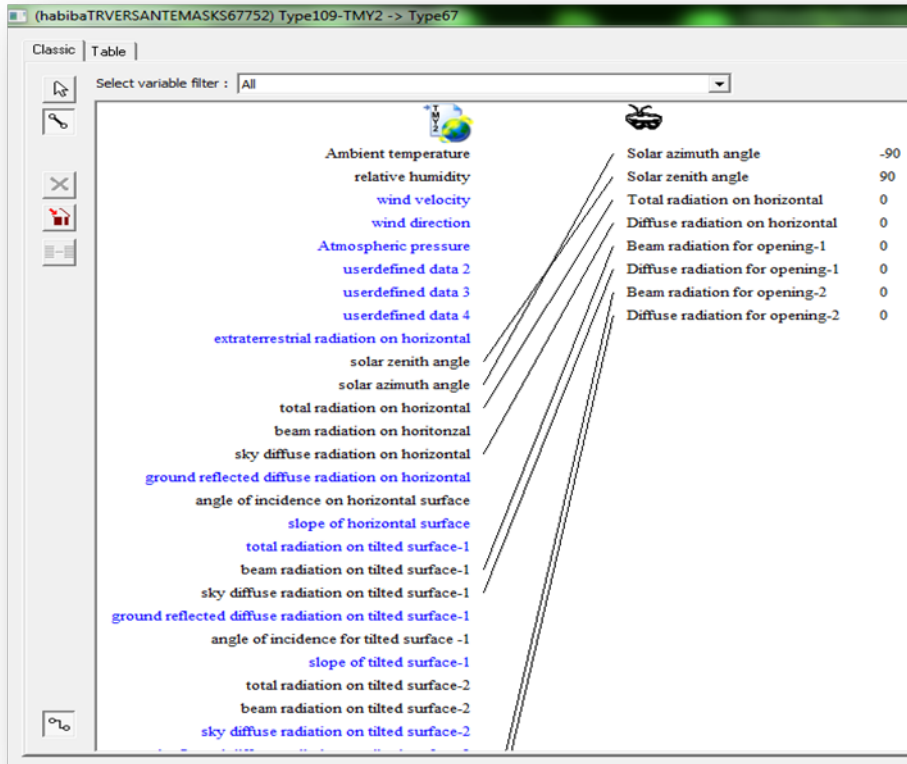 (habibaTRVERSANTEMASKS67752) Type109-TMY2 -> Type67
Classic Table
Select variable filter : All
TMY2
Ambient temperature
relative humidity
wind velocity
wind direction
Atmospheric pressure
userdefined data 2
userdefined data 3
userdefined data 4
extraterrestrial radiation on horizontal
solar zenith angle
solar azimuth angle
total radiation on horizontal
beam radiation on horitonzal
sky diffuse radiation on horizontal
ground reflected diffuse radiation on horizontal
angle of incidence on horizontal surface
slope of horizontal surface
total radiation on tilted surface-1
beam radiation on tilted surface-1
sky diffuse radiation on tilted surface-1
ground reflected diffuse radiation on tilted surface-1
angle of incidence for tilted surface -1
slope of tilted surface-1
total radiation on tilted surface-2
beam radiation on tilted surface-2
sky diffuse radiation on tilted surface-2
Solar azimuth angle -90
Solar zenith angle 90
Total radiation on horizontal 0
Diffuse radiation on horizontal 0
Beam radiation for opening-1 0
Diffuse radiation for opening-1 0
Beam radiation for opening-2 0
Diffuse radiation for opening-2 0